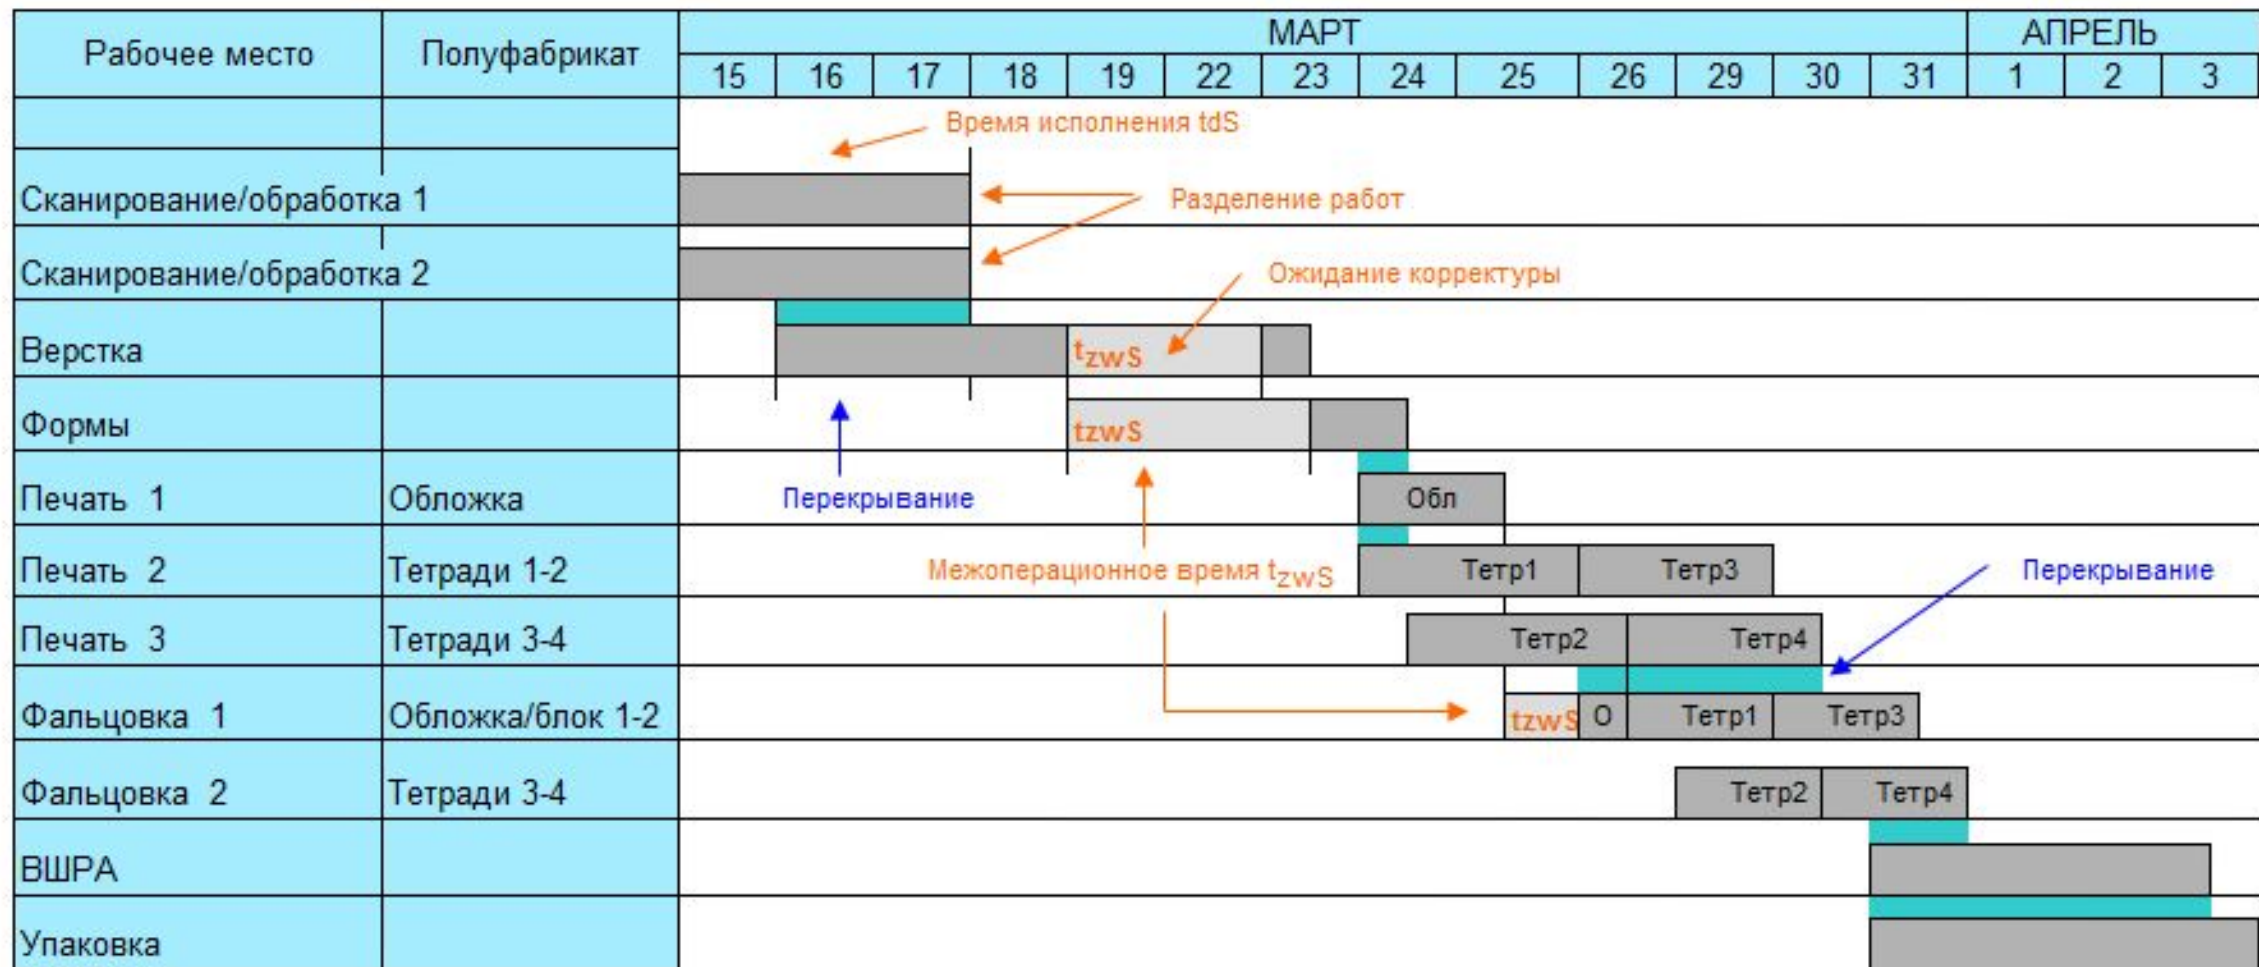 Рабочее место Полуфабрикат МАРТ АПРЕЛЬ
15 16 17 18 19 22 23 24 25 26 29 30 31 1 2 3
Время исполнения tdS
Сканирование/обработка 1 Разделение работ
Сканирование/обработка 2 Ожидание корректуры
Верстка tzwS
Формы tzwS
Печать 1 Обложка Перекрывание Обл
Печать 2 Тетради 1-2 Межоперационное время tzwS Тетр1 Тетр3 Перекрывание
Печать 3 Тетради 3-4 Тетр2 Тетр4
Фальцовка 1 Обложка/блок 1-2 tzwS О Тетр1 Тетр3
Фальцовка 2 Тетради 3-4 Тетр2 Тетр4
ВШРА
Упаковка